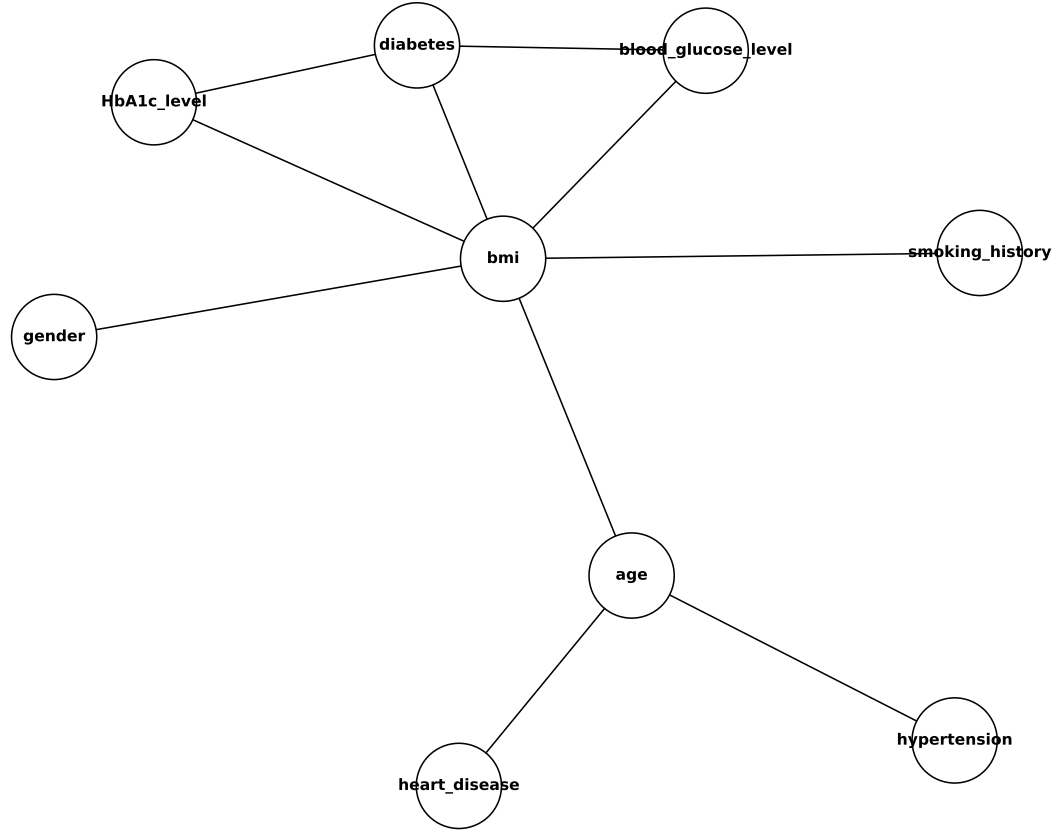 diabetes
blood_glucose_level
HbA1c_level
smoking_history
bmi
gender
age
hypertension
heart_disease